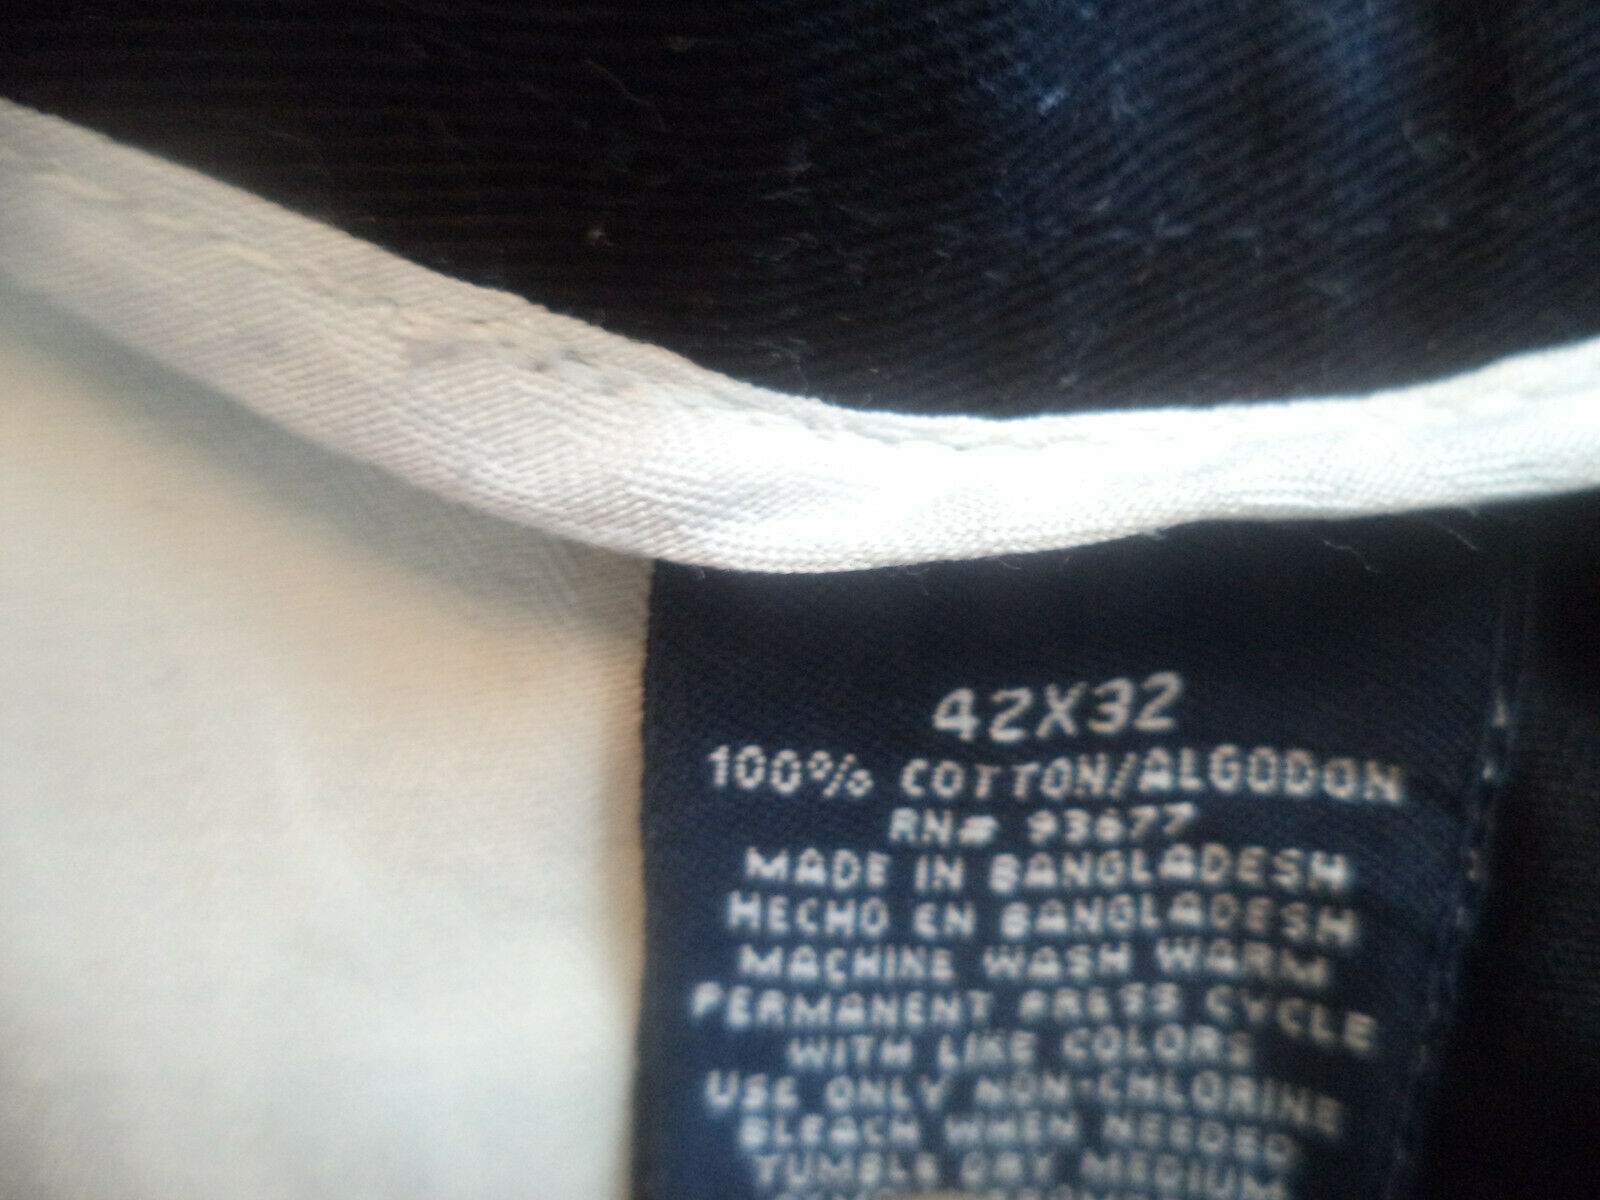 42X32
100% COTTON/ALGODON
RN# 93677
MADE IN BANGLADESH
HECHO EN BANGLADESH
MACHINE WASH WARM
PERMANENT PRESS CYCLE
WITH LIKE COLORS
USE ONLY NON-CHLORINE
BLEACH WHEN NEEDED
TUMBLE DRY MEDIUM